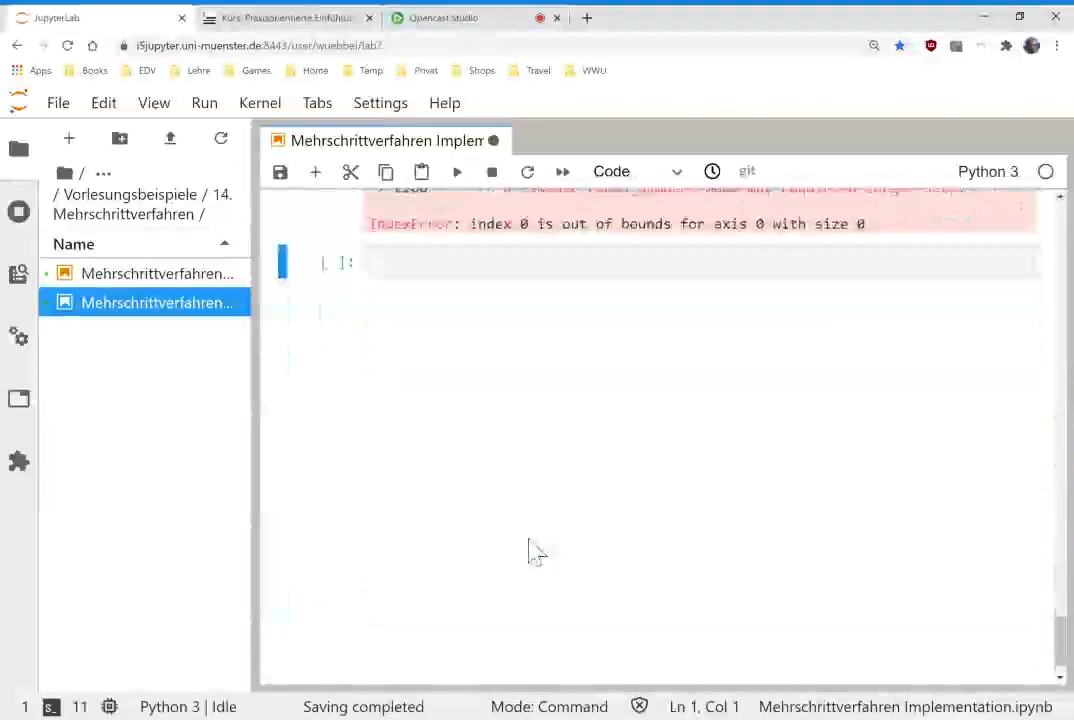 JupyterLab
Kurs: Praxisorientierte Einführung
Opencast Studio
i5jupyter.uni-muenster.de:8443/user/wuebbel/lab?
Apps Books EDV Lehre Games Home Temp Privat Shops Travel WWU
File Edit View Run Kernel Tabs Settings Help
Mehrschrittverfahren Implem
Code git Python 3
/ ...
/ Vorlesungsbeispiele / 14.
Mehrschrittverfahren /
Name
Mehrschrittverfahren...
Mehrschrittverfahren...
IndexError: index 0 is out of bounds for axis 0 with size 0
[ ]:
1 11 Python 3 | Idle Saving completed Mode: Command Ln 1, Col 1 Mehrschrittverfahren Implementation.ipynb